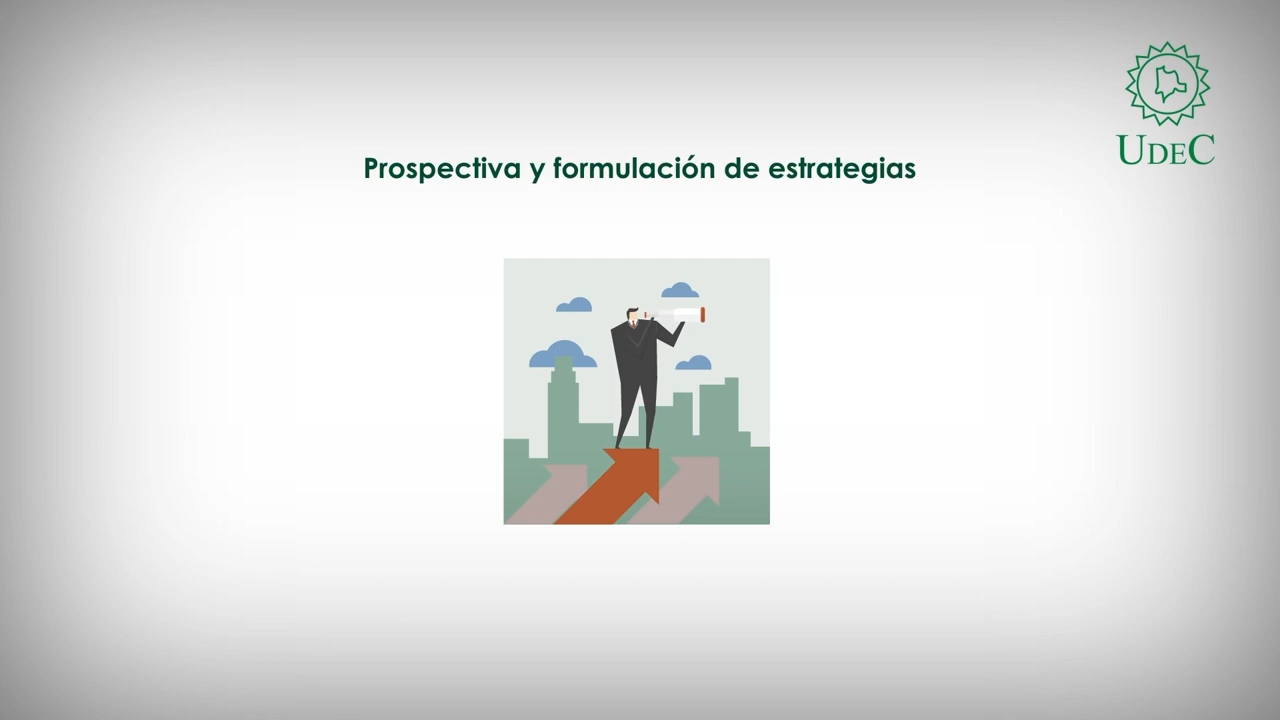 Prospectiva y formulación de estrategias
UDEC